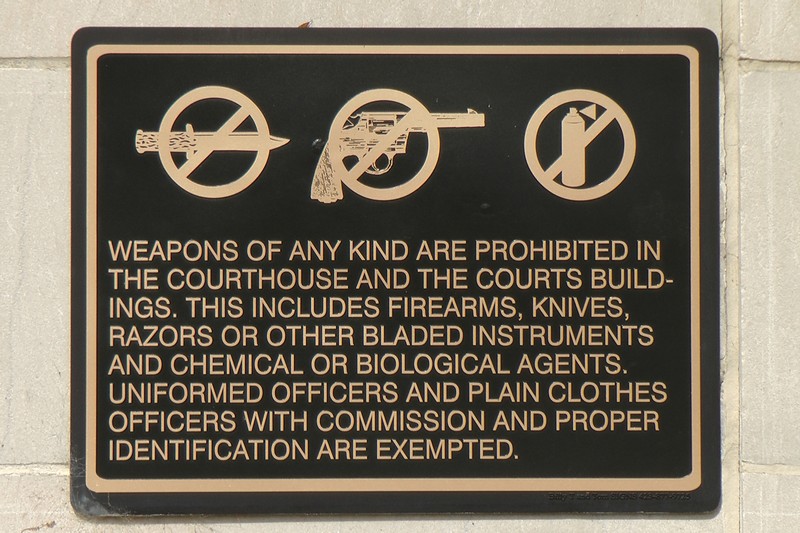 WEAPONS OF ANY KIND ARE PROHIBITED IN
THE COURTHOUSE AND THE COURTS BUILD-
INGS. THIS INCLUDES FIREARMS, KNIVES,
RAZORS OR OTHER BLADED INSTRUMENTS
AND CHEMICAL OR BIOLOGICAL AGENTS.
UNIFORMED OFFICERS AND PLAIN CLOTHES
OFFICERS WITH COMMISSION AND PROPER
IDENTIFICATION ARE EXEMPTED.